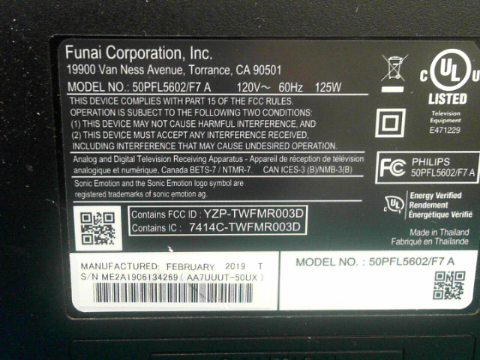 Funai Corporation, Inc.
19900 Van Ness Avenue, Torrance, CA 90501
MODEL NO.: 50PFL5602/F7 A 120V~ 60Hz 125W
THIS DEVICE COMPLIES WITH PART 15 OF THE FCC RULES.
OPERATION IS SUBJECT TO THE FOLLOWING TWO CONDITIONS:
(1) THIS DEVICE MAY NOT CAUSE HARMFUL INTERFERENCE, AND
(2) THIS DEVICE MUST ACCEPT ANY INTERFERENCE RECEIVED,
INCLUDING INTERFERENCE THAT MAY CAUSE UNDESIRED OPERATION.
Analog and Digital Television Receiving Apparatus - Appareil de réception de télévision
analogique et numérique, Canada BETS-7 / NTMR-7. CAN ICES-3 (B)/NMB-3(B)
Sonic Emotion and the Sonic Emotion logo symbol are
registered trademarks of sonic emotion ag.
Contains FCC ID : YZP-TWFMR003D
Contains IC : 7414C-TWFMR003D
MANUFACTURED: FEBRUARY 2019 T
S/N ME2A1906134269 (AA7UUUT-50UX)
C UL US
LISTED
Television
Equipment
E471229
FC PHILIPS
50PFL5602/F7 A
Energy Verified
Rendement
Énergétique Vérifié
Made in Thailand
Fabriqué en Thaïlande
MODEL NO. : 50PFL5602/F7 A